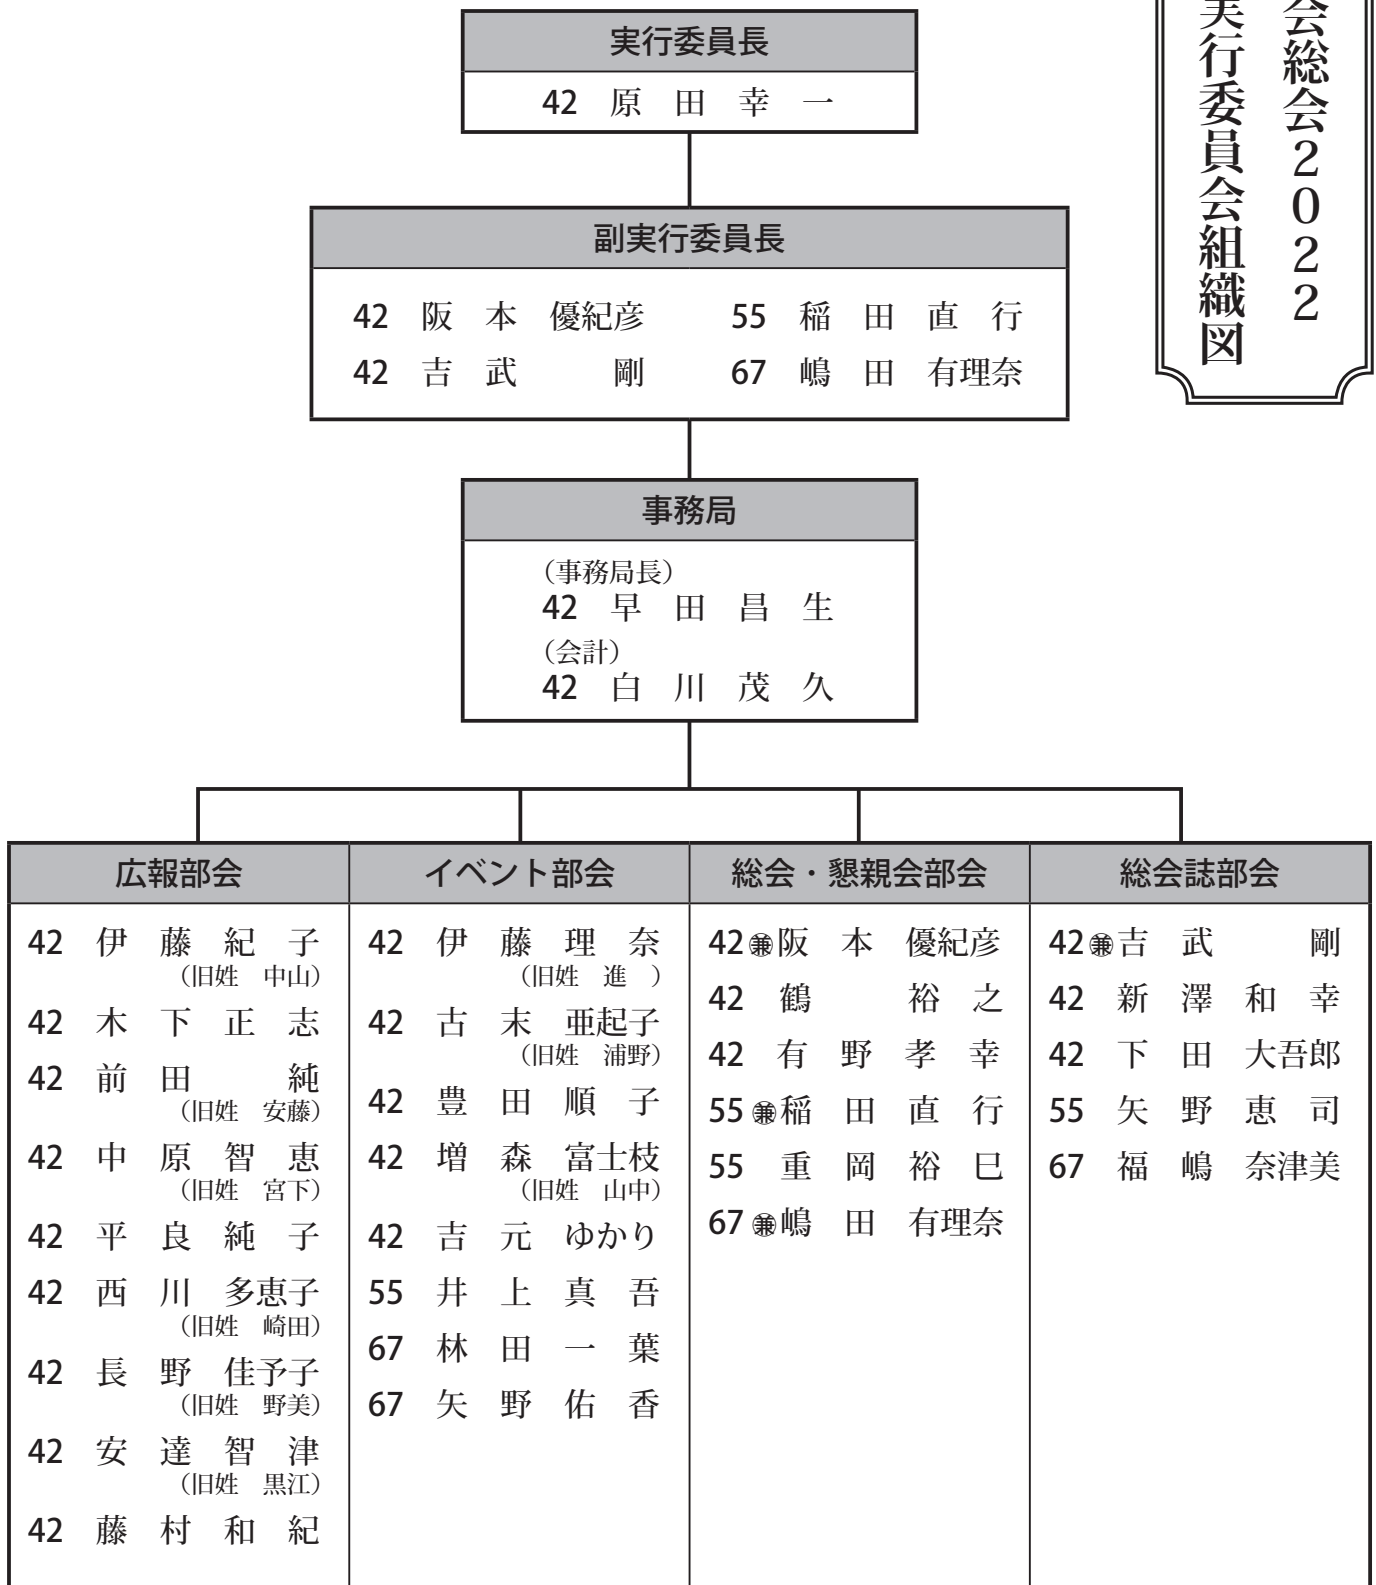 会総会２０２２
実行委員会組織図
実行委員長
42 原田幸一
副実行委員長
42 阪本優紀彦
42 吉武剛
55 稲田直行
67 嶋田有理奈
事務局
（事務局長）
42 早田昌生
（会計）
42 白川茂久
広報部会
42 伊藤紀子
（旧姓 中山）
42 木下正志
42 前田純
（旧姓 安藤）
42 中原智恵
（旧姓 宮下）
42 平良純子
42 西川多恵子
（旧姓 崎田）
42 長野佳予子
（旧姓 野美）
42 安達智津
（旧姓 黒江）
42 藤村和紀
イベント部会
42 伊藤理奈
（旧姓 進）
42 古末亜起子
（旧姓 浦野）
42 豊田順子
42 増森富士枝
（旧姓 山中）
42 吉元ゆかり
55 井上真吾
67 林田一葉
67 矢野佑香
総会・懇親会部会
42 ㊝阪本優紀彦
42 鶴裕之
42 有野孝幸
55 ㊝稲田直行
55 重岡裕巳
67 ㊝嶋田有理奈
総会誌部会
42 ㊝吉武剛
42 新澤和幸
42 下田大吾郎
55 矢野恵司
67 福嶋奈津美